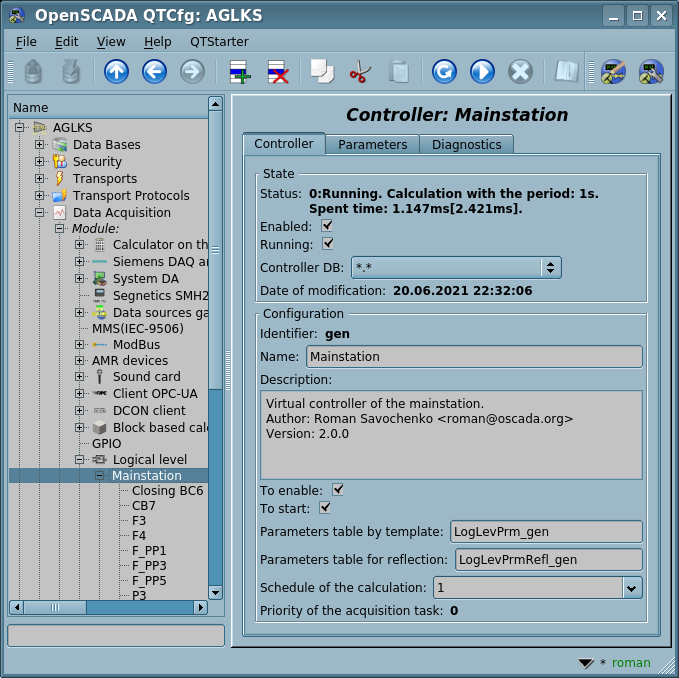 OpenSCADA QTCfg: AGLKS
File Edit View Help QTStarter
Name
AGLKS
Data Bases
Security
Transports
Transport Protocols
Data Acquisition
Module:
Calculator on th
Siemens DAQ an
System DA
Segnetics SMH2
Data sources ga
MMS(IEC-9506)
ModBus
AMR devices
Sound card
Client OPC-UA
DCON client
Block based calc
GPIO
Logical level
Mainstation
Closing BC6
CB7
F3
F4
F_PP1
F_PP3
F_PP5
P3
Controller: Mainstation
Controller Parameters Diagnostics
State
Status: 0:Running. Calculation with the period: 1s.
Spent time: 1.147ms[2.421ms].
Enabled:
Running:
Controller DB: *.*
Date of modification: 20.06.2021 22:32:06
Configuration
Identifier: gen
Name: Mainstation
Description:
Virtual controller of the mainstation.
Author: Roman Savochenko <roman@oscada.org>
Version: 2.0.0
To enable:
To start:
Parameters table by template: LogLevPrm_gen
Parameters table for reflection: LogLevPrmRefl_gen
Schedule of the calculation: 1
Priority of the acquisition task: 0
* roman